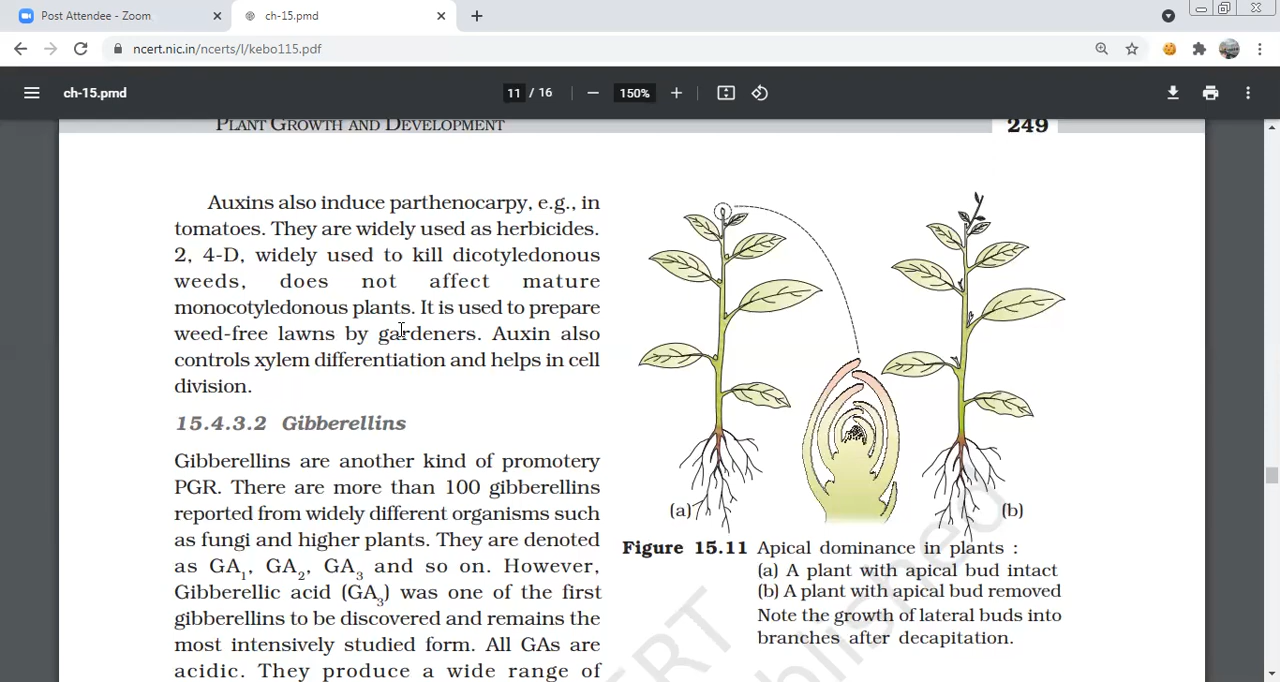 Post Attendee - Zoom
ch-15.pmd
ncert.nic.in/ncerts/l/kebo115.pdf
ch-15.pmd
11 / 16
150%
PLANT GROWTH AND DEVELOPMENT
249
Auxins also induce parthenocarpy, e.g., in
tomatoes. They are widely used as herbicides.
2, 4-D, widely used to kill dicotyledonous
weeds, does not affect mature
monocotyledonous plants. It is used to prepare
weed-free lawns by gardeners. Auxin also
controls xylem differentiation and helps in cell
division.
15.4.3.2 Gibberellins
Gibberellins are another kind of promotery
PGR. There are more than 100 gibberellins
reported from widely different organisms such
as fungi and higher plants. They are denoted
as GA1, GA2, GA3 and so on. However,
Gibberellic acid (GA3) was one of the first
gibberellins to be discovered and remains the
most intensively studied form. All GAs are
acidic. They produce a wide range of
(a)
(b)
Figure 15.11 Apical dominance in plants :
(a) A plant with apical bud intact
(b) A plant with apical bud removed
Note the growth of lateral buds into
branches after decapitation.